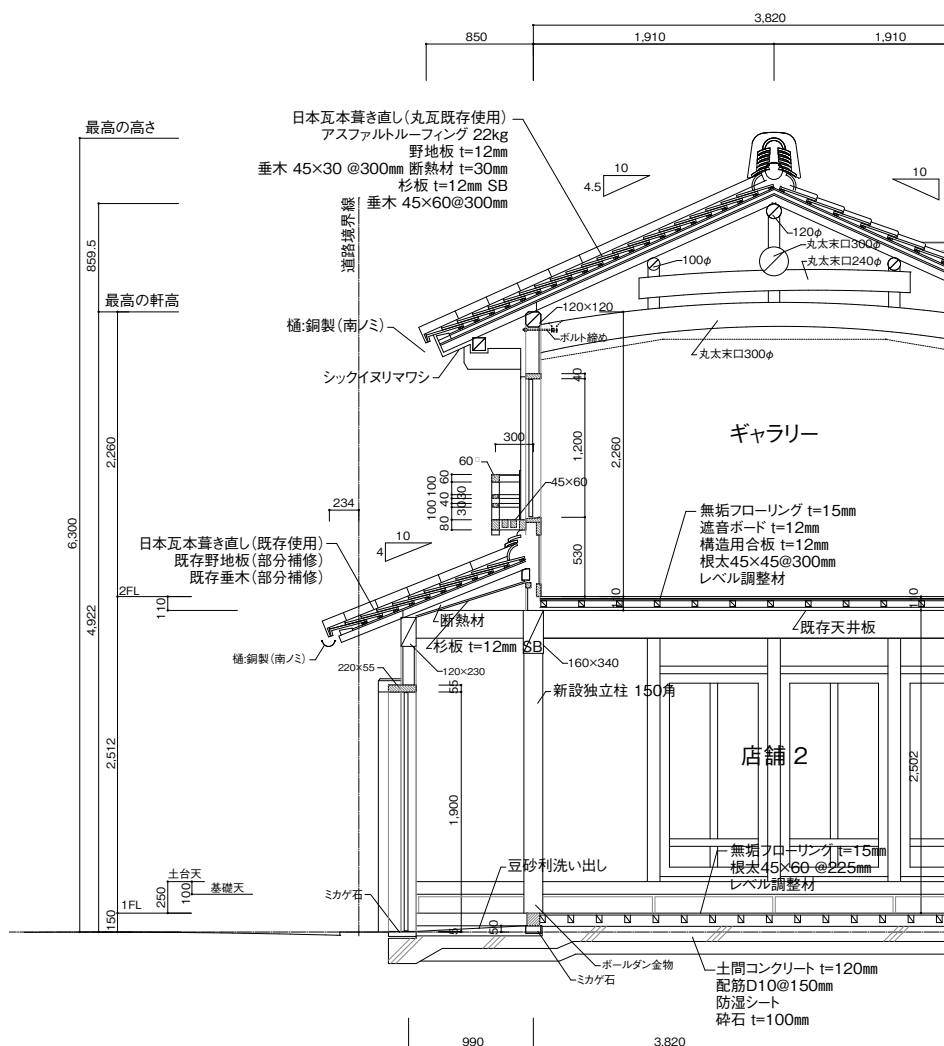 3,820
850
1,910
1,910
日本瓦本葺き直し(丸瓦既存使用)
アスファルトルーフィング 22kg
野地板 t=12mm
垂木 45×30 @300mm 断熱材 t=30mm
杉板 t=12mm SB
垂木 45×60@300mm
最高の高さ
10
4.5
10
道路境界線
859.5
120φ
丸太末口300φ
100φ
丸太末口240φ
最高の軒高
樋:銅製(南ノミ)
120×120
ボルト締め
シックイヌリマワシ
丸太末口300φ
40
ギャラリー
300
1,200
2,260
2,260
60□
60
100
30
40
30
100
80
45×60
234
6,300
無垢フローリング t=15mm
遮音ボード t=12mm
構造用合板 t=12mm
根太45×45@300mm
レベル調整材
10
4
日本瓦本葺き直し(既存使用)
既存野地板(部分補修)
既存垂木(部分補修)
530
2FL
110
110
110
4,922
断熱材
既存天井板
杉板 t=12mm SB
樋:銅製(南ノミ)
220×55
120×230
160×340
55
新設独立柱 150角
2,512
店舗 2
2,502
1,900
無垢フローリング t=15mm
根太45×60 @225mm
レベル調整材
豆砂利洗い出し
土台天
基礎天
100
250
ミカゲ石
1FL
150
5
50
ボールダン金物
ミカゲ石
土間コンクリート t=120mm
配筋D10@150mm
防湿シート
砕石 t=100mm
990
3,820